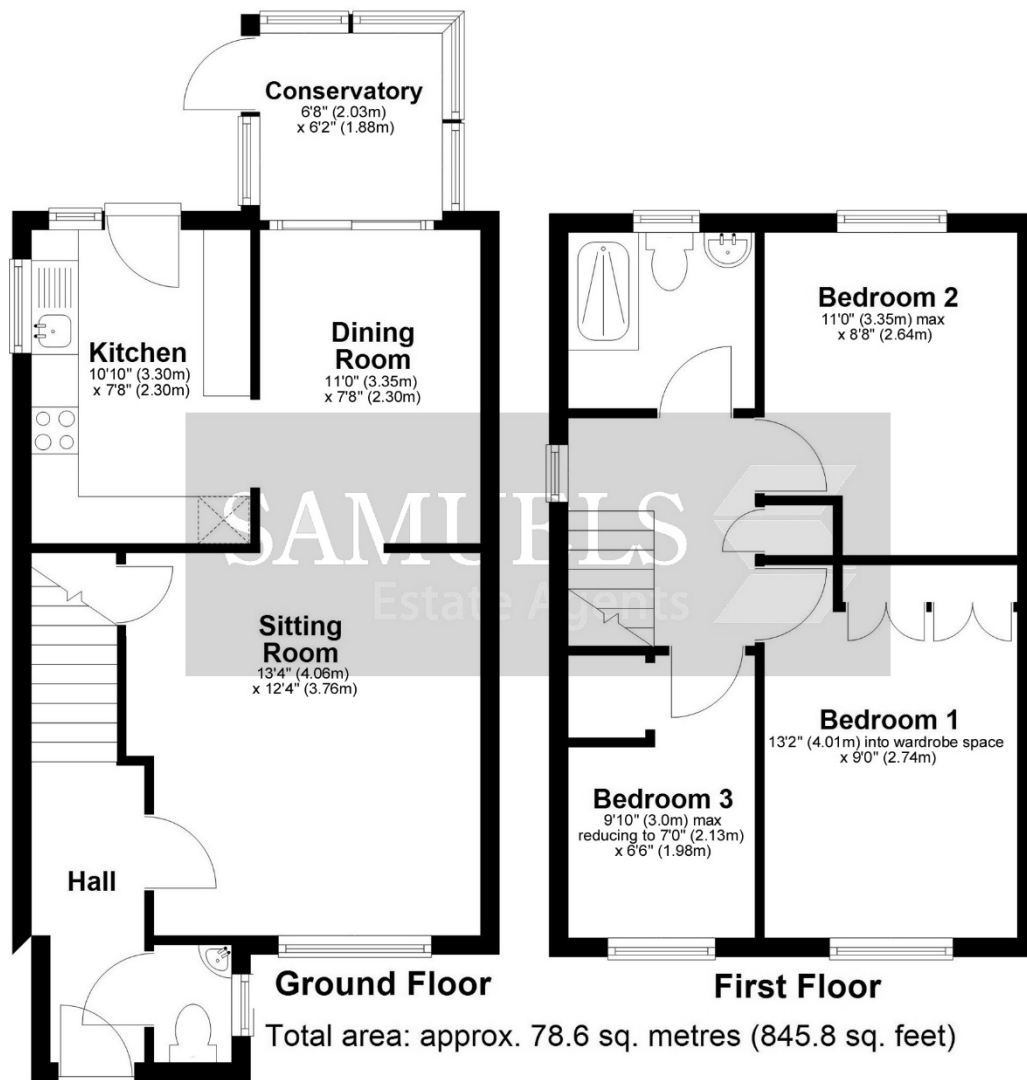 Conservatory
6'8" (2.03m)
x 6'2" (1.88m)
Kitchen
10'10" (3.30m)
x 7'8" (2.30m)
Dining
Room
11'0" (3.35m)
x 7'8" (2.30m)
Bedroom 2
11'0" (3.35m) max
x 8'8" (2.64m)
SAMUELS
Estate Agents
Sitting
Room
13'4" (4.06m)
x 12'4" (3.76m)
Bedroom 1
13'2" (4.01m) into wardrobe space
x 9'0" (2.74m)
Bedroom 3
9'10" (3.0m) max
reducing to 7'0" (2.13m)
x 6'6" (1.98m)
Hall
Ground Floor
First Floor
Total area: approx. 78.6 sq. metres (845.8 sq. feet)